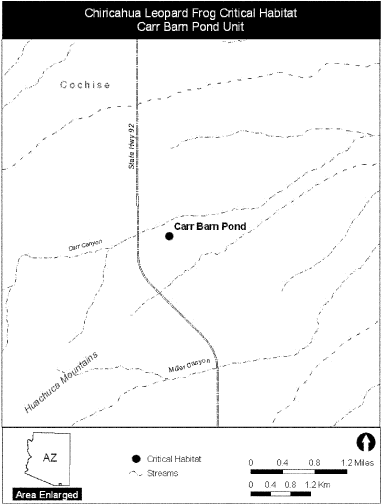 Chiricahua Leopard Frog Critical Habitat
Carr Barn Pond Unit
Cochise
State Hwy 92
Carr Barn Pond
Carr Canyon
Miller Canyon
Huachuca Mountains
AZ
Area Enlarged
Critical Habitat
Streams
0 0.4 0.8 1.2 Miles
0 0.4 0.8 1.2 Km